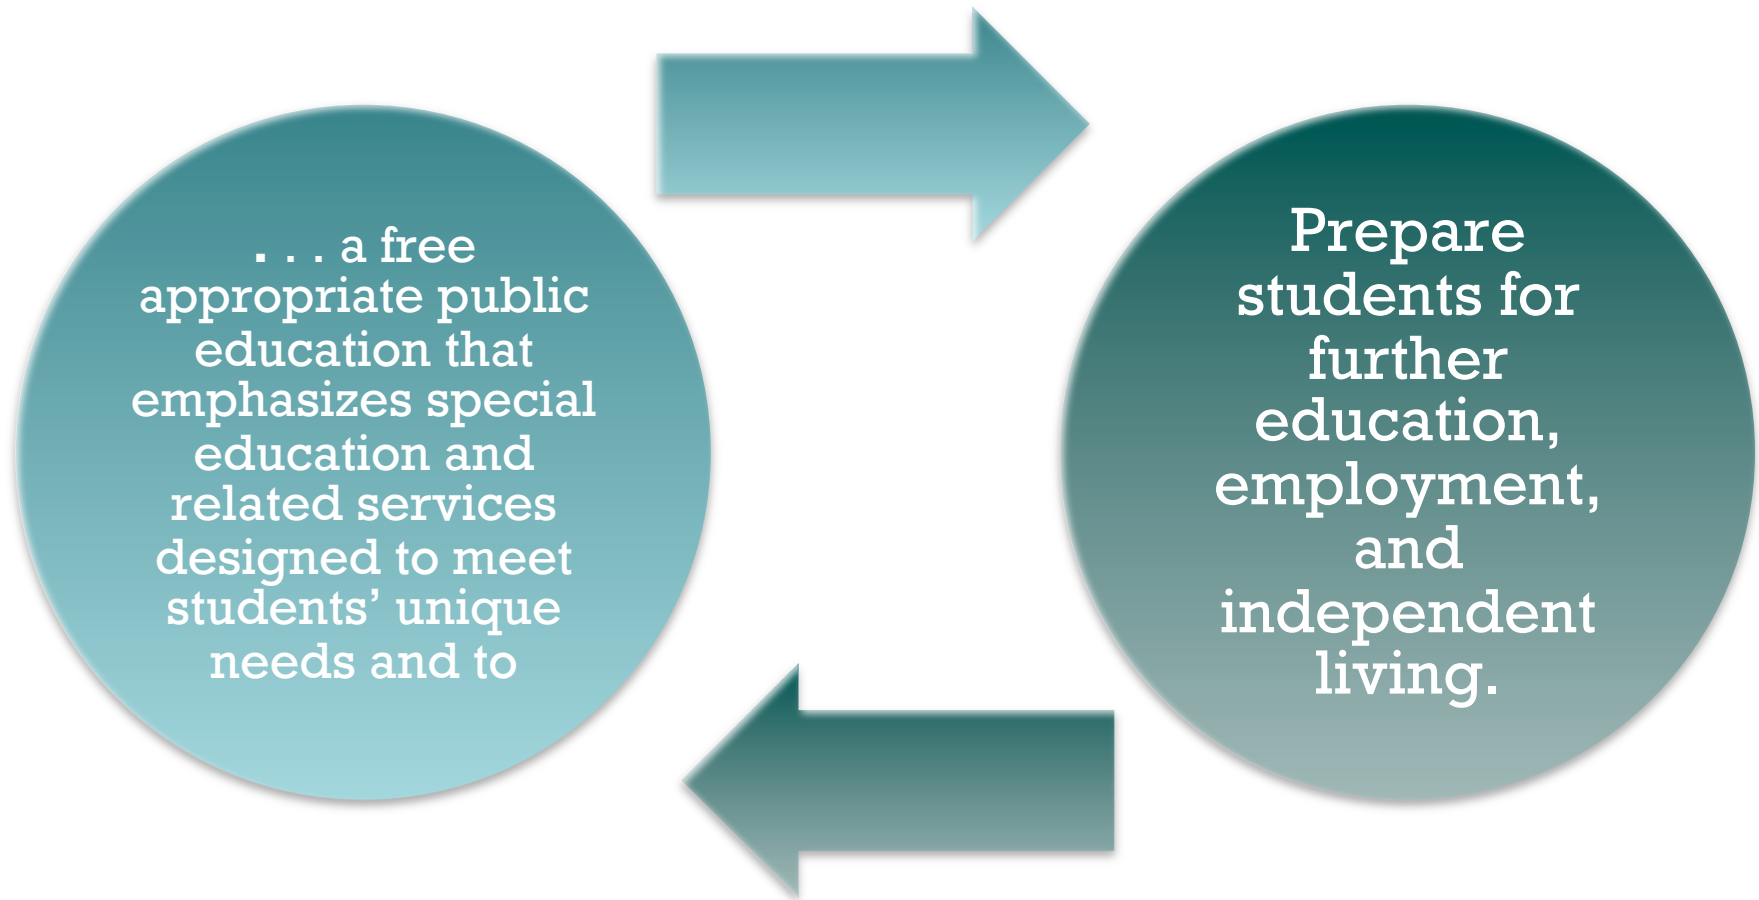 . . . a free
appropriate public
education that
emphasizes special
education and
related services
designed to meet
students’ unique
needs and to
Prepare
students for
further
education,
employment,
and
independent
living.